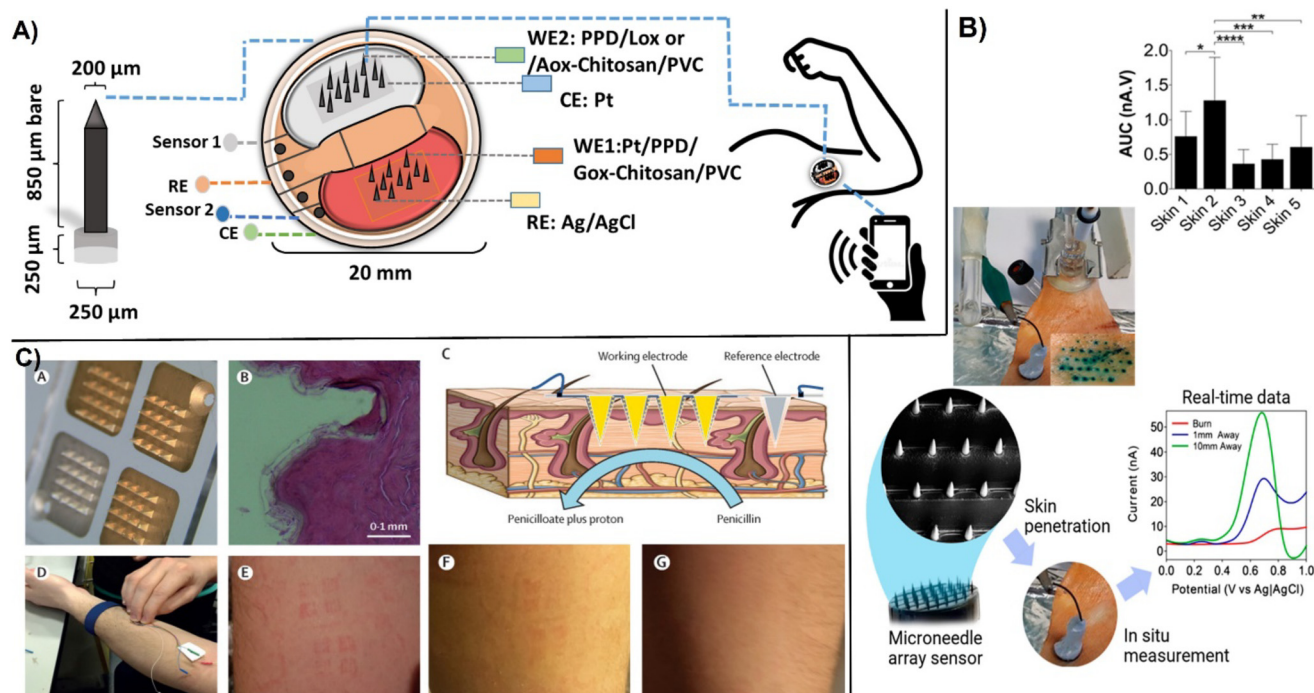 A)
200 µm
850 µm bare
250 µm
250 µm
Sensor 1
RE
Sensor 2
CE
20 mm
WE2: PPD/Lox or
/Aox-Chitosan/PVC
CE: Pt
WE1:Pt/PPD/
Gox-Chitosan/PVC
RE: Ag/AgCl
B)
AUC (nA.V)
2.0
1.5
1.0
0.5
0.0
*
****
***
**
Skin 1
Skin 2
Skin 3
Skin 4
Skin 5
Microneedle
array sensor
Skin
penetration
In situ
measurement
Real-time data
Burn
1mm Away
10mm Away
Current (nA)
50
40
30
20
10
0
0.0 0.2 0.4 0.6 0.8 1.0
Potential (V vs Ag|AgCl)
C)
A
B
0·1 mm
C
Working electrode
Reference electrode
Penicilloate plus proton
Penicillin
D
E
F
G